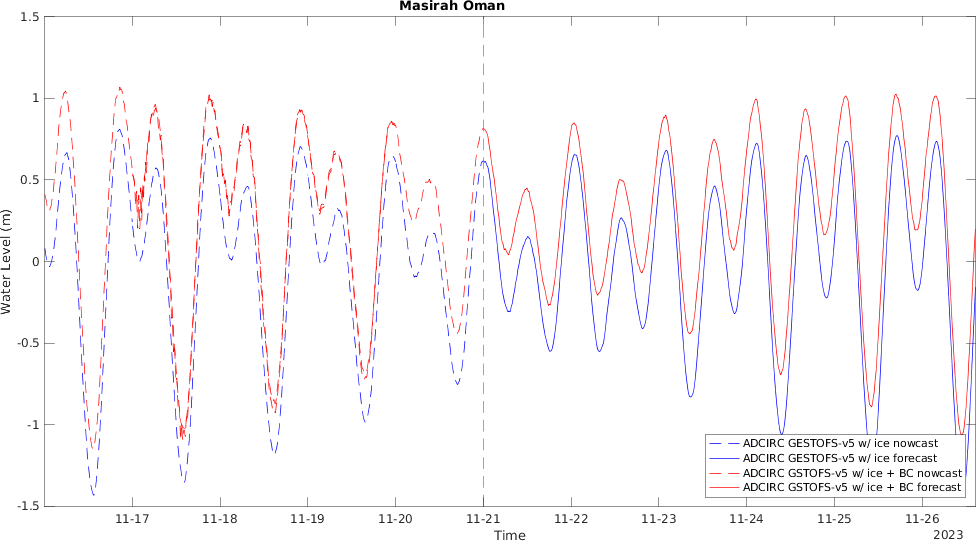 Masirah Oman
1.5
1
0.5
0
-0.5
-1
-1.5
Water Level (m)
11-17
11-18
11-19
11-20
11-21
11-22
11-23
11-24
11-25
11-26
Time
2023
ADCIRC GESTOFS-v5 w/ ice nowcast
ADCIRC GESTOFS-v5 w/ ice forecast
ADCIRC GSTOFS-v5 w/ ice + BC nowcast
ADCIRC GSTOFS-v5 w/ ice + BC forecast